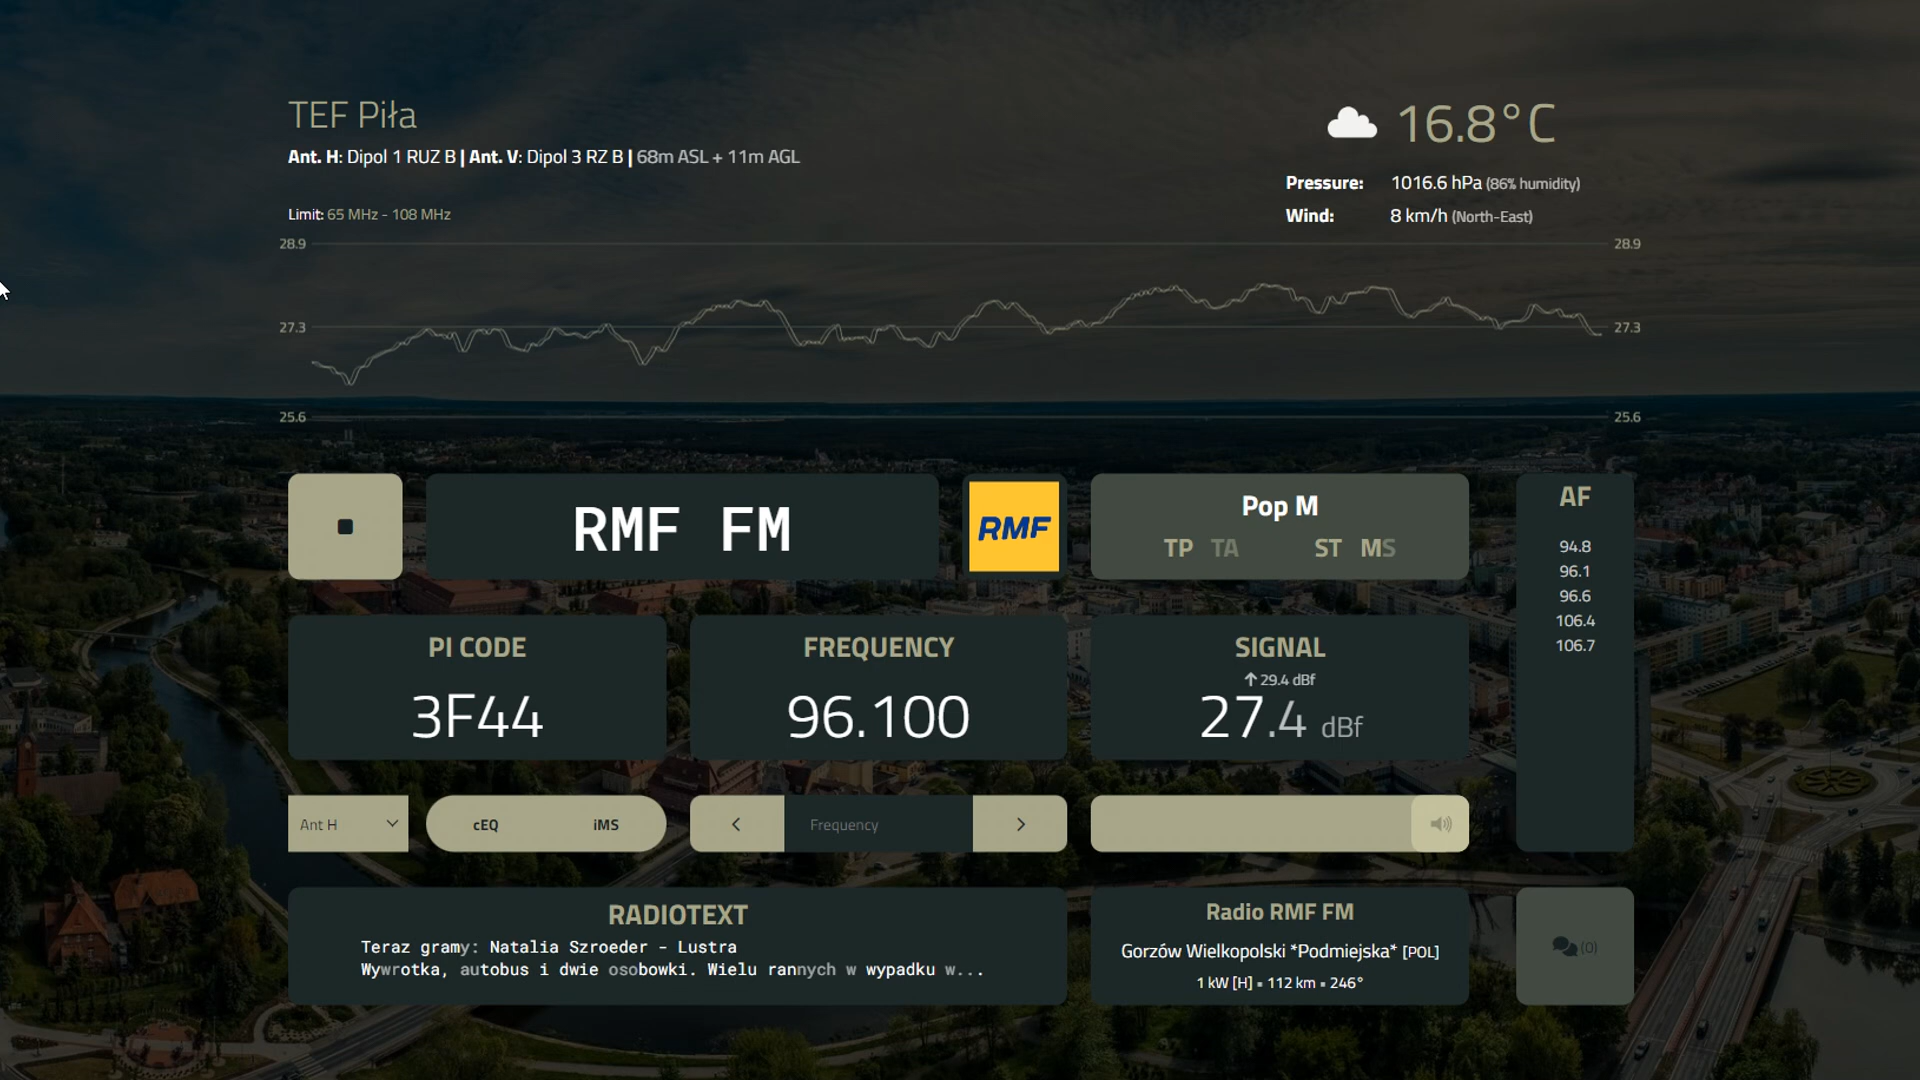 TEF Piła
Ant. H: Dipol 1 RUZ B | Ant. V: Dipol 3 RZ B | 68m ASL + 11m AGL
Limit: 65 MHz - 108 MHz
16.8°C
Pressure: 1016.6 hPa (86% humidity)
Wind: 8 km/h (North-East)
28.9 28.9
27.3 27.3
25.6 25.6
RMF FM
RMF
Pop M
TP TA ST MS
AF
94.8
96.1
96.6
106.4
106.7
PI CODE
3F44
FREQUENCY
96.100
SIGNAL
29.4 dBf
27.4 dBf
Ant H
cEQ iMS
Frequency
RADIOTEXT
Teraz gramy: Natalia Szroeder - Lustra
Wywrotka, autobus i dwie osobowki. Wielu rannych w wypadku w...
Radio RMF FM
Gorzów Wielkopolski *Podmiejska* [POL]
1 kW [H] • 112 km • 246°
(0)